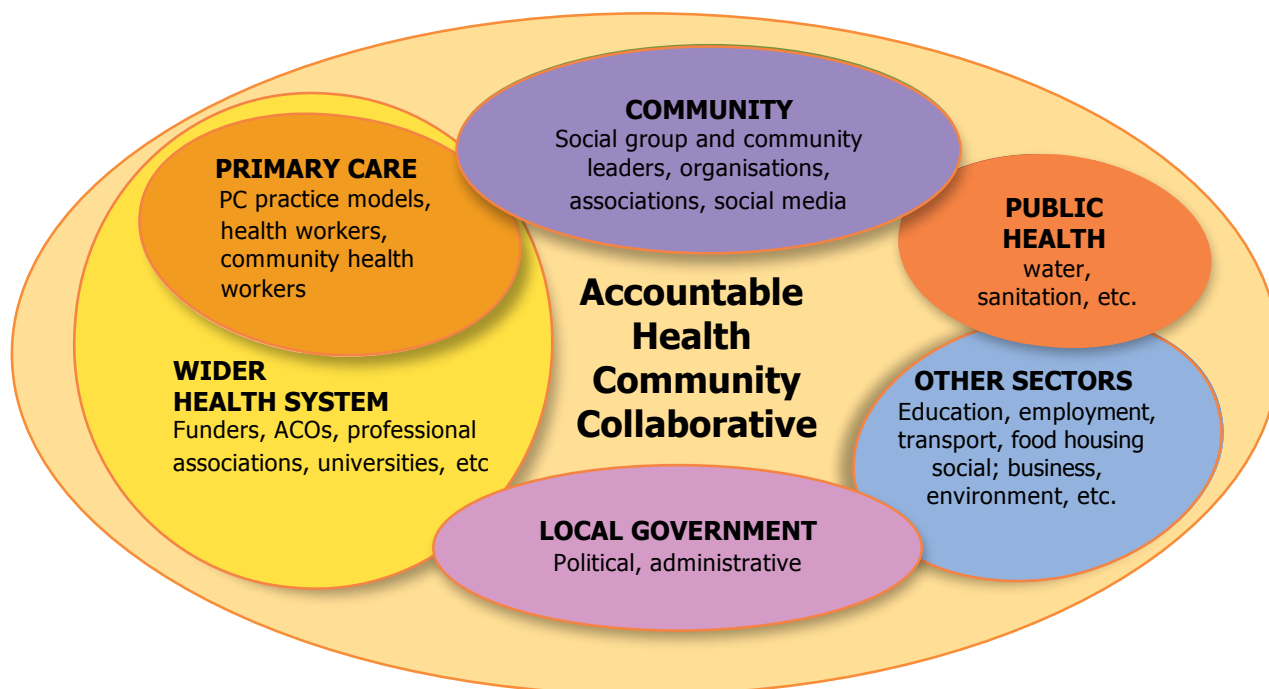 COMMUNITY
Social group and community
leaders, organisations,
associations, social media
PRIMARY CARE
PC practice models,
health workers,
community health
workers
PUBLIC
HEALTH
water,
sanitation, etc.
Accountable
Health
Community
Collaborative
WIDER
HEALTH SYSTEM
Funders, ACOs, professional
associations, universities, etc
OTHER SECTORS
Education, employment,
transport, food housing
social; business,
environment, etc.
LOCAL GOVERNMENT
Political, administrative